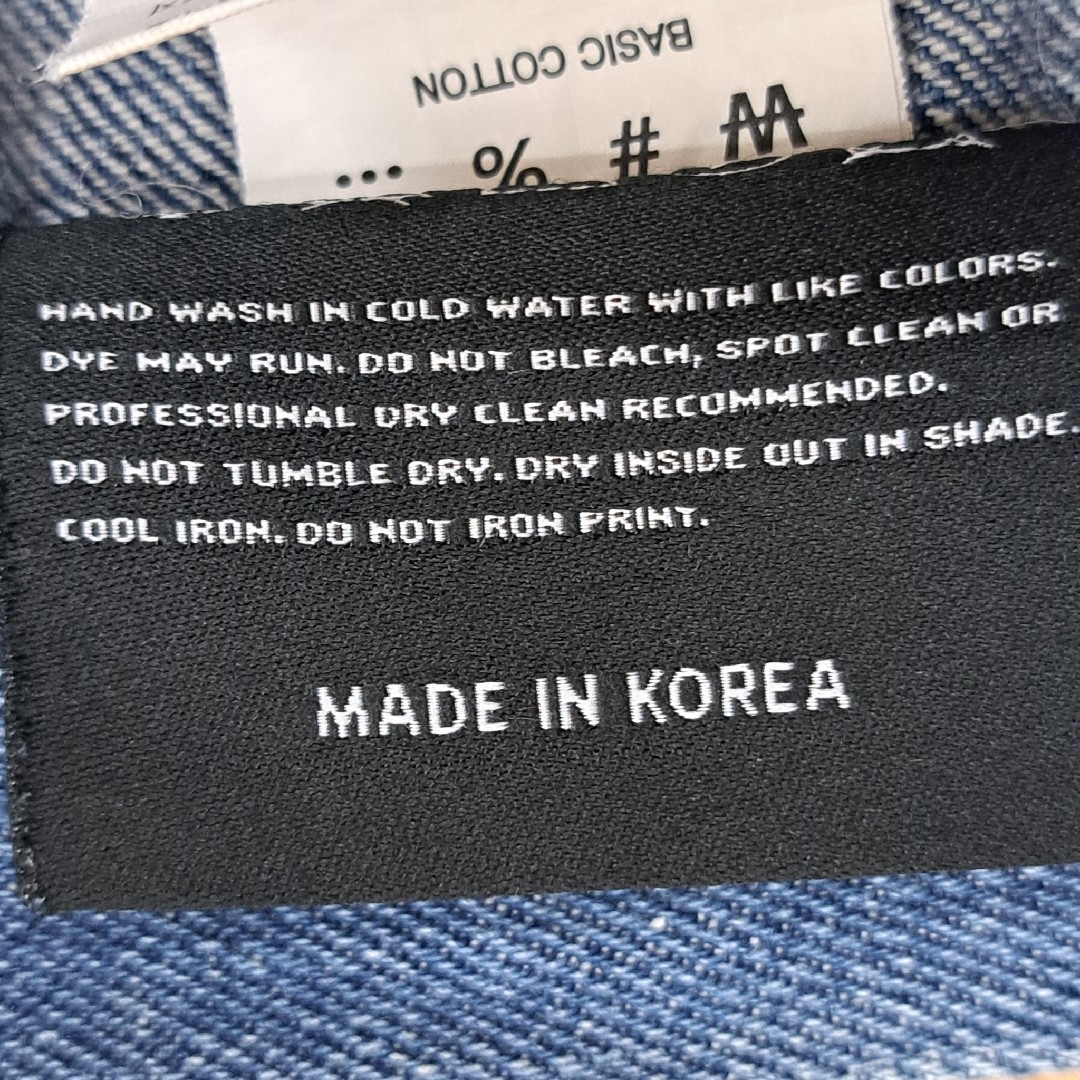 BASIC COTTON
₩ # % ...
HAND WASH IN COLD WATER WITH LIKE COLORS.
DYE MAY RUN. DO NOT BLEACH, SPOT CLEAN OR
PROFESSIONAL DRY CLEAN RECOMMENDED.
DO NOT TUMBLE DRY. DRY INSIDE OUT IN SHADE.
COOL IRON. DO NOT IRON PRINT.
MADE IN KOREA